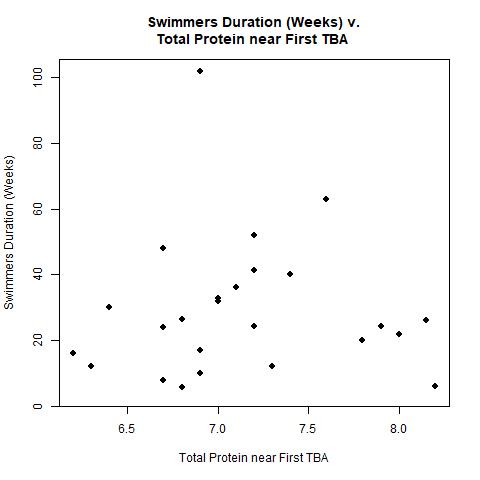 Swimmers Duration (Weeks) v.
Total Protein near First TBA
Swimmers Duration (Weeks)
100
80
60
40
20
0
6.5 7.0 7.5 8.0
Total Protein near First TBA